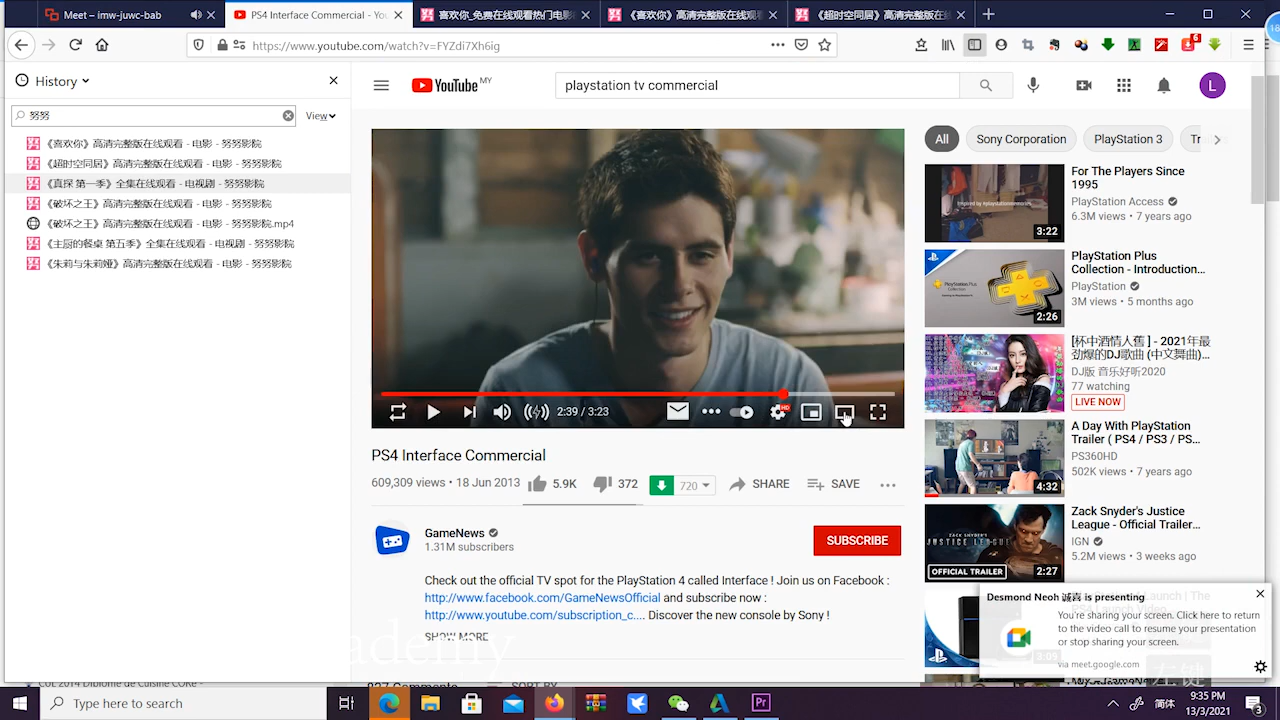 Meet – lmw-juwc-bab
PS4 Interface Commercial - Yo
喜欢你_免费在线观看热门电影
《喜欢你》高清完整版在线观看
《超时空同居》高清完整版在
https://www.youtube.com/watch?v=FYZdi7Xh6ig
6
History
努努
View
《喜欢你》高清完整版在线观看 - 电影 - 努努影院
《超时空同居》高清完整版在线观看 - 电影 - 努努影院
《真探 第一季》全集在线观看 - 电视剧 - 努努影院
《破坏之王》高清完整版在线观看 - 电影 - 努努影院
《破坏之王》高清完整版在线观看 - 电影 - 努努影院.mp4
《主厨的餐桌 第五季》全集在线观看 - 电视剧 - 努努影院
《朱莉与朱莉娅》高清完整版在线观看 - 电影 - 努努影院
YouTube MY
playstation tv commercial
L
2:39 / 3:23
HD
PS4 Interface Commercial
609,309 views • 18 Jun 2013
5.9K
372
720
SHARE
SAVE
GameNews
1.31M subscribers
SUBSCRIBE
Check out the official TV spot for the PlayStation 4 called Interface ! Join us on Facebook :
http://www.facebook.com/GameNewsOfficial and subscribe now :
http://www.youtube.com/subscription_c.... Discover the new console by Sony !
SHOW MORE
ademy
SORT BY
All
Sony Corporation
PlayStation 3
For The Players Since
1995
PlayStation Access
6.3M views • 7 years ago
3:22
PlayStation Plus
Collection - Introduction...
PlayStation
3M views • 5 months ago
2:26
[杯中酒情人蕉] - 2021年最
劲爆的DJ歌曲 (中文舞曲)...
DJ版 音乐好听2020
77 watching
LIVE NOW
A Day With PlayStation
Trailer ( PS4 / PS3 / PS...
PS360HD
502K views • 7 years ago
4:32
Zack Snyder's Justice
League - Official Trailer...
IGN
5.2M views • 3 weeks ago
ZACK SNYDER'S
JUSTICE LEAGUE
OFFICIAL TRAILER
2:27
Desmond Neoh 誠喜 is presenting
You're sharing your screen. Click here to return
to the video call to resume your presentation
or stop sharing your screen.
via meet.google.com
3:05
左键
Type here to search
简体
9:35 PM
13/3/2021
3